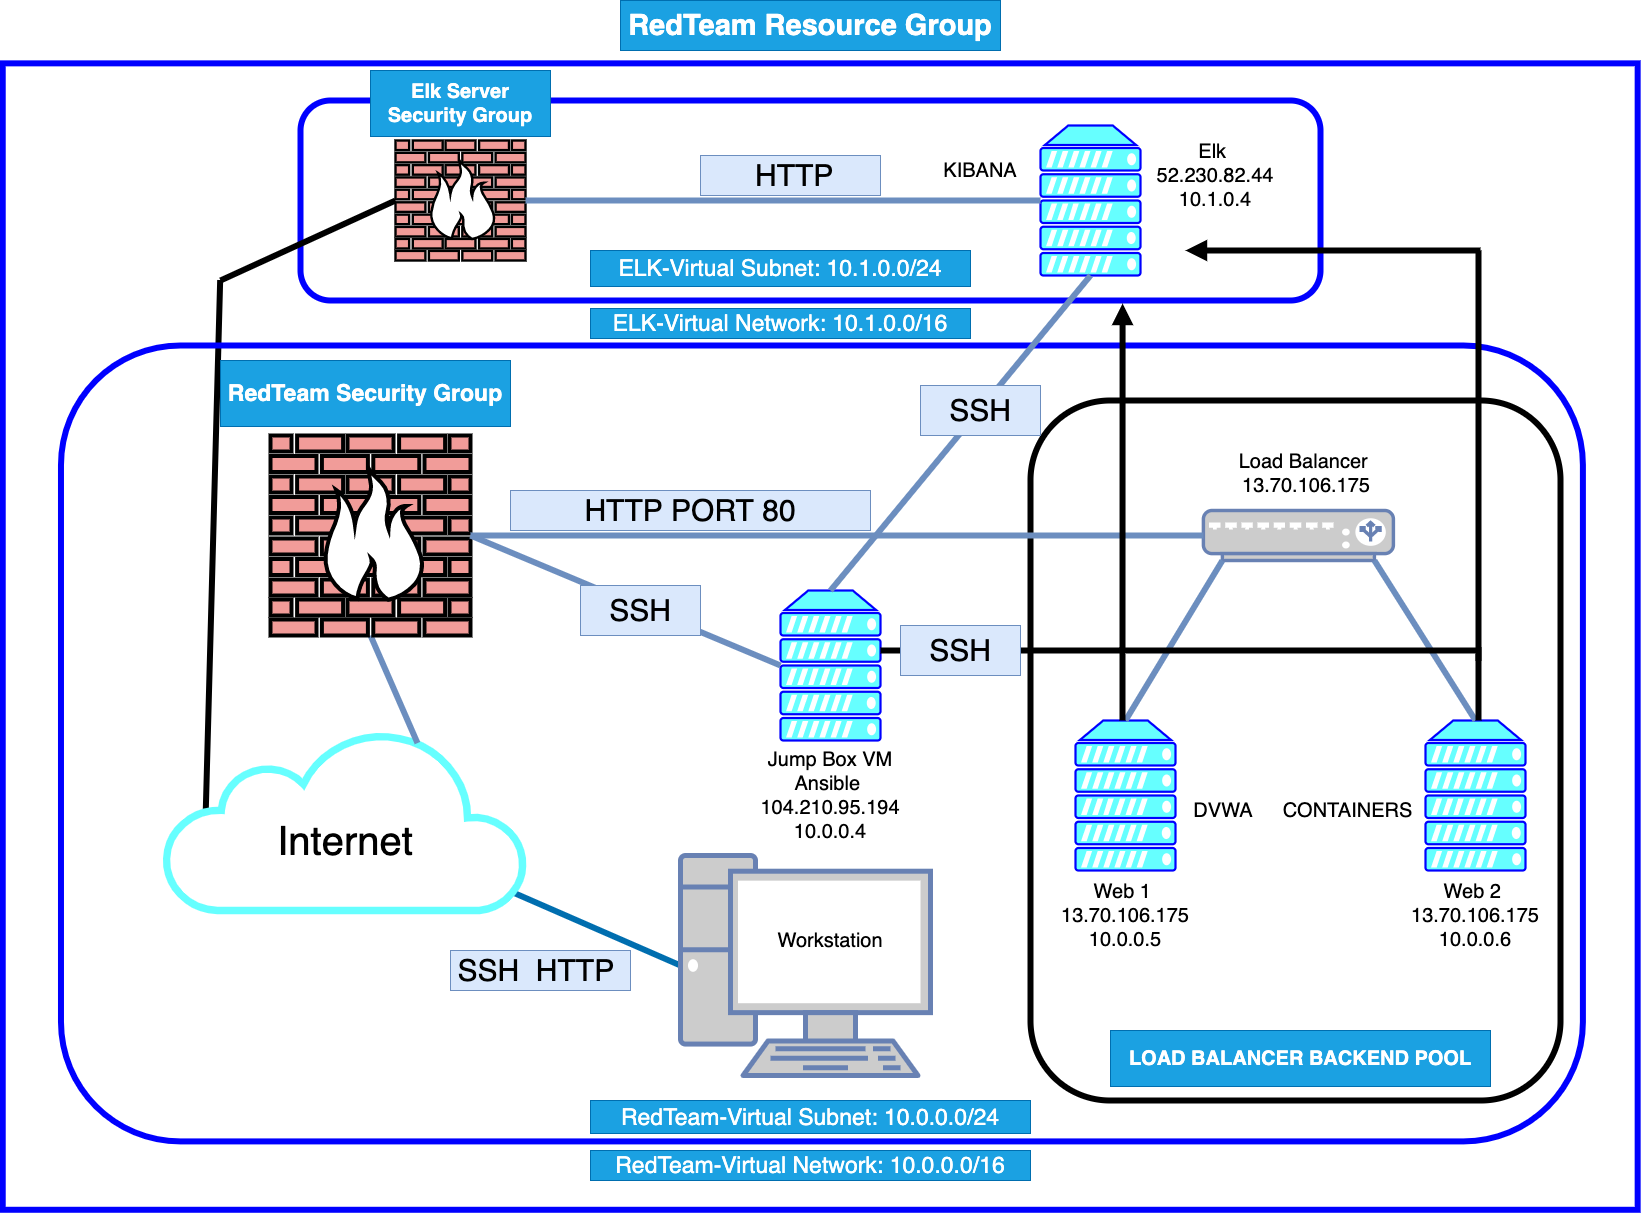 RedTeam Resource Group
Elk Server
Security Group
HTTP
KIBANA
Elk
52.230.82.44
10.1.0.4
ELK-Virtual Subnet: 10.1.0.0/24
ELK-Virtual Network: 10.1.0.0/16
RedTeam Security Group
SSH
HTTP PORT 80
Load Balancer
13.70.106.175
SSH
SSH
Jump Box VM
Ansible
104.210.95.194
10.0.0.4
Internet
DVWA
CONTAINERS
Web 1
13.70.106.175
10.0.0.5
Web 2
13.70.106.175
10.0.0.6
Workstation
SSH HTTP
LOAD BALANCER BACKEND POOL
RedTeam-Virtual Subnet: 10.0.0.0/24
RedTeam-Virtual Network: 10.0.0.0/16